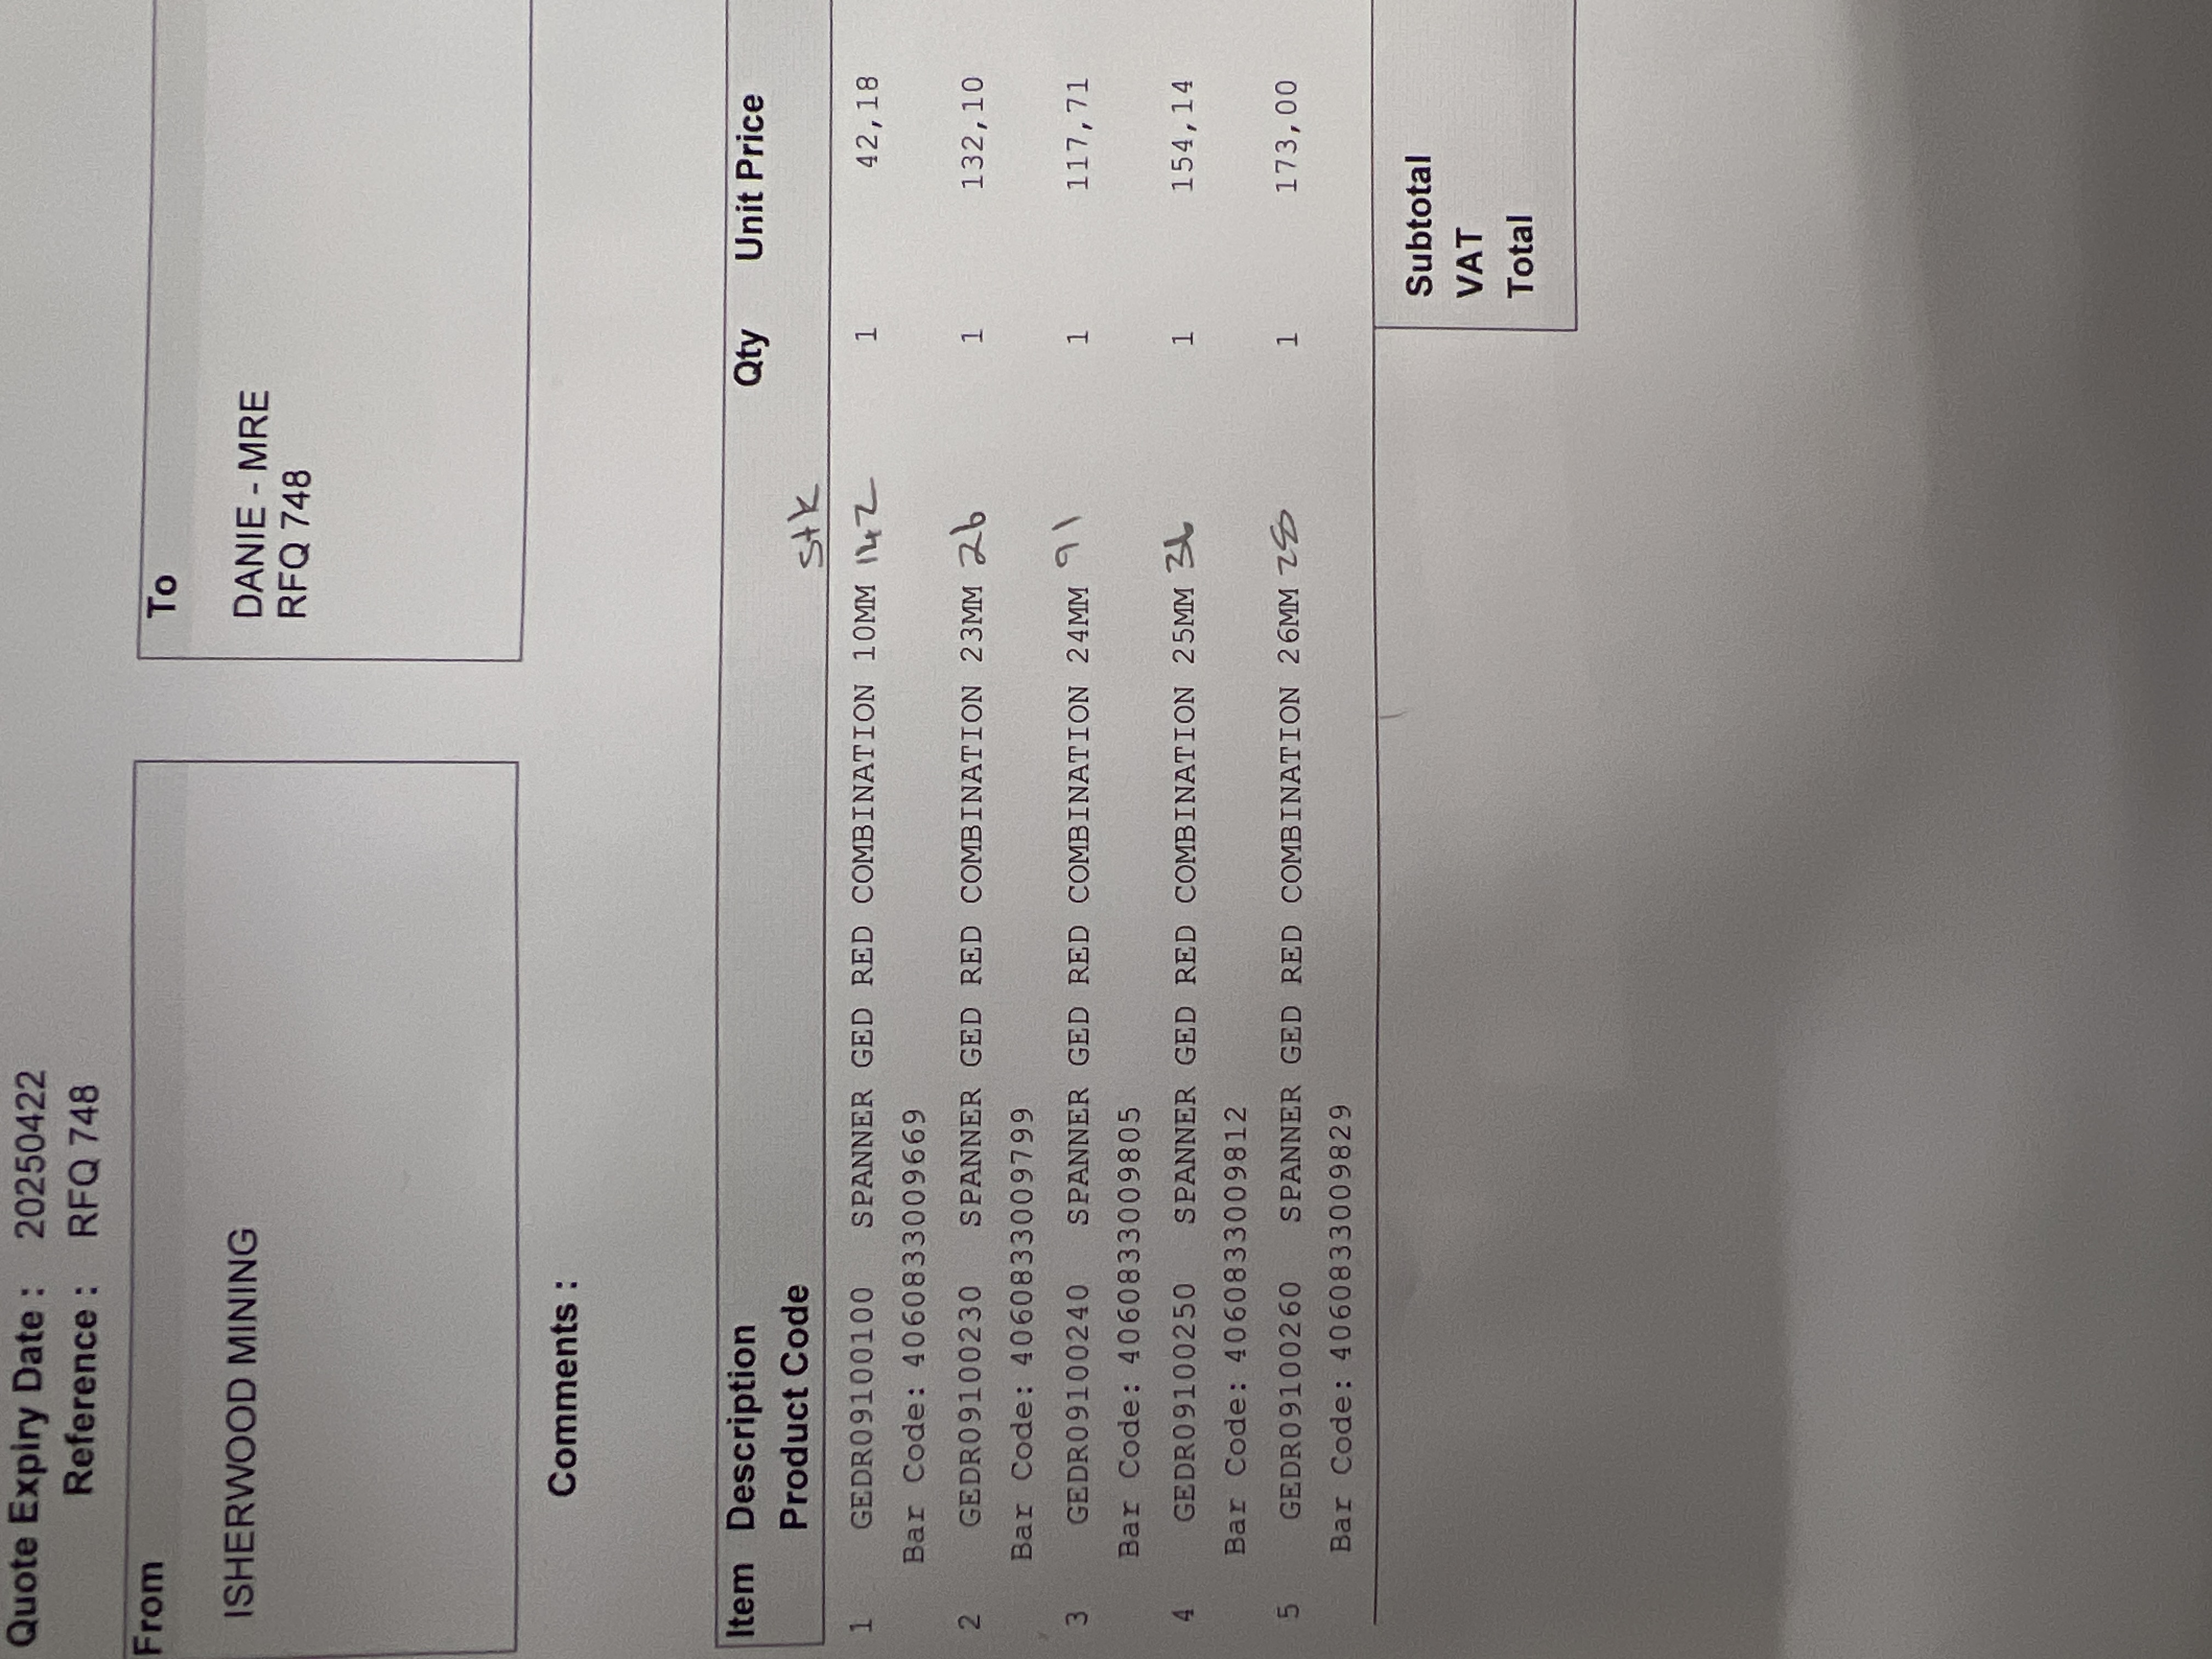 Quote Expiry Date : 20250422
Reference : RFQ 748
From
ISHERWOOD MINING
To
DANIE - MRE
RFQ 748
Comments :
Item Description Qty Unit Price
Product Code stk
1 GEDR09100100 SPANNER GED RED COMBINATION 10MM 142 1 42,18
Bar Code: 4060833009669
2 GEDR09100230 SPANNER GED RED COMBINATION 23MM 26 1 132,10
Bar Code: 4060833009799
3 GEDR09100240 SPANNER GED RED COMBINATION 24MM 91 1 117,71
Bar Code: 4060833009805
4 GEDR09100250 SPANNER GED RED COMBINATION 25MM 36 1 154,14
Bar Code: 4060833009812
5 GEDR09100260 SPANNER GED RED COMBINATION 26MM 28 1 173,00
Bar Code: 4060833009829
Subtotal
VAT
Total